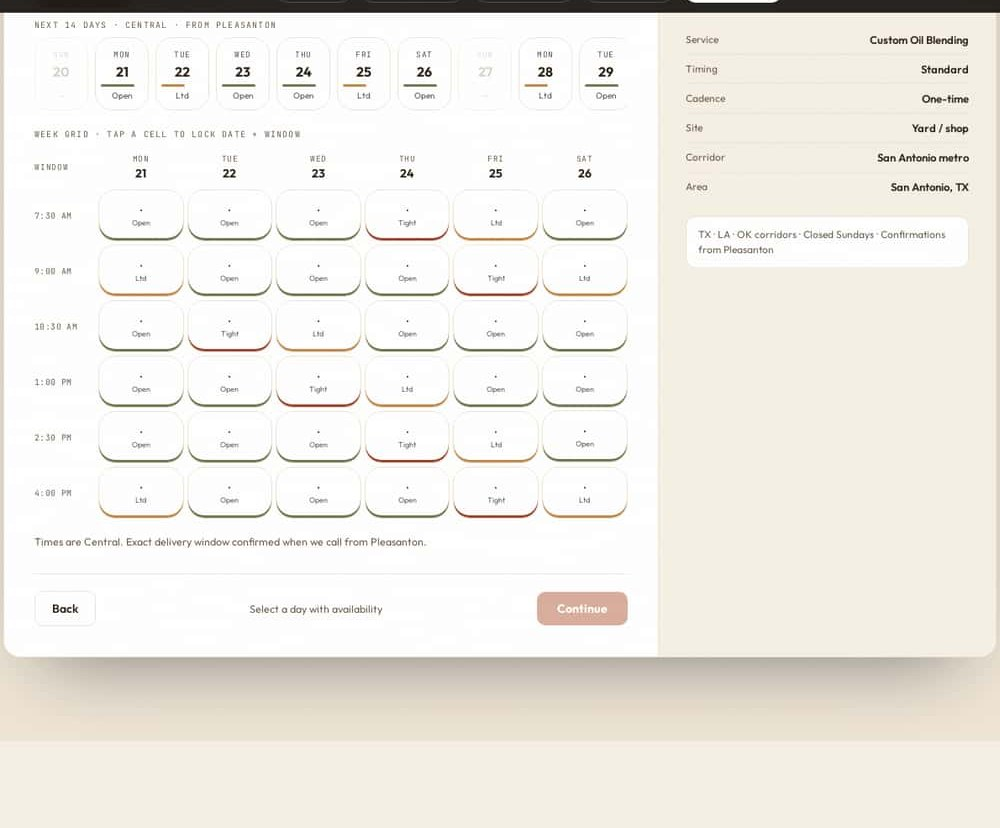 NEXT 14 DAYS · CENTRAL · FROM PLEASANTON
SUN MON TUE WED THU FRI SAT SUN MON TUE
20 21 22 23 24 25 26 27 28 29
— Open Ltd Open Open Ltd Open — Ltd Open
WEEK GRID · TAP A CELL TO LOCK DATE + WINDOW
WINDOW MON TUE WED THU FRI SAT
21 22 23 24 25 26
7:30 AM Open Open Open Tight Ltd Open
9:00 AM Ltd Open Open Open Tight Ltd
10:30 AM Open Tight Ltd Open Open Open
1:00 PM Open Open Tight Ltd Open Open
2:30 PM Open Open Open Tight Ltd Open
4:00 PM Ltd Open Open Open Tight Ltd
Times are Central. Exact delivery window confirmed when we call from Pleasanton.
Back Select a day with availability Continue
Service Custom Oil Blending
Timing Standard
Cadence One-time
Site Yard / shop
Corridor San Antonio metro
Area San Antonio, TX
TX · LA · OK corridors · Closed Sundays · Confirmations
from Pleasanton